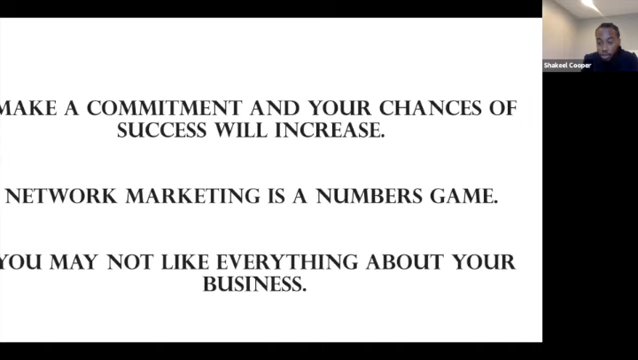 MAKE A COMMITMENT AND YOUR CHANCES OF
SUCCESS WILL INCREASE.
NETWORK MARKETING IS A NUMBERS GAME.
YOU MAY NOT LIKE EVERYTHING ABOUT YOUR
BUSINESS.
Shakeel Cooper